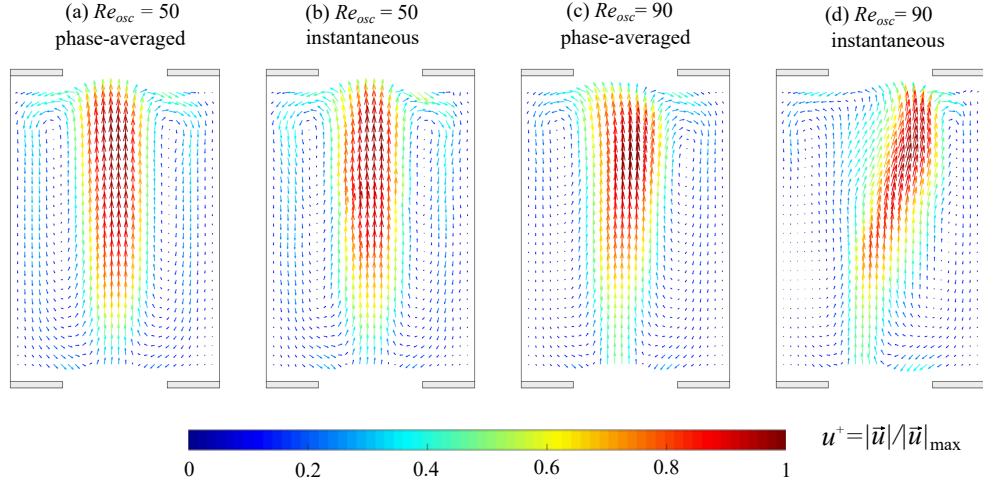 (a) Re_osc = 50
phase-averaged
(b) Re_osc = 50
instantaneous
(c) Re_osc = 90
phase-averaged
(d) Re_osc = 90
instantaneous
0 0.2 0.4 0.6 0.8 1
u⁺=|u⃗|/|u⃗|max